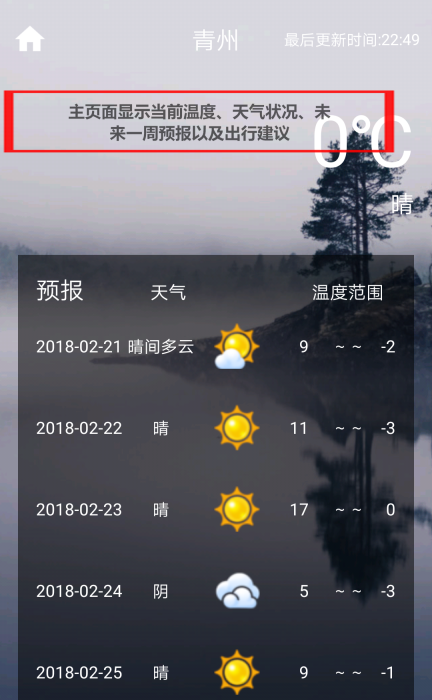 青州
最后更新时间:22:49
主页面显示当前温度、天气状况、未
来一周预报以及出行建议
0℃
晴
预报 天气 温度范围
2018-02-21 晴间多云 9 ~ ~ -2
2018-02-22 晴 11 ~ ~ -3
2018-02-23 晴 17 ~ ~ 0
2018-02-24 阴 5 ~ ~ -3
2018-02-25 晴 9 ~ ~ -1